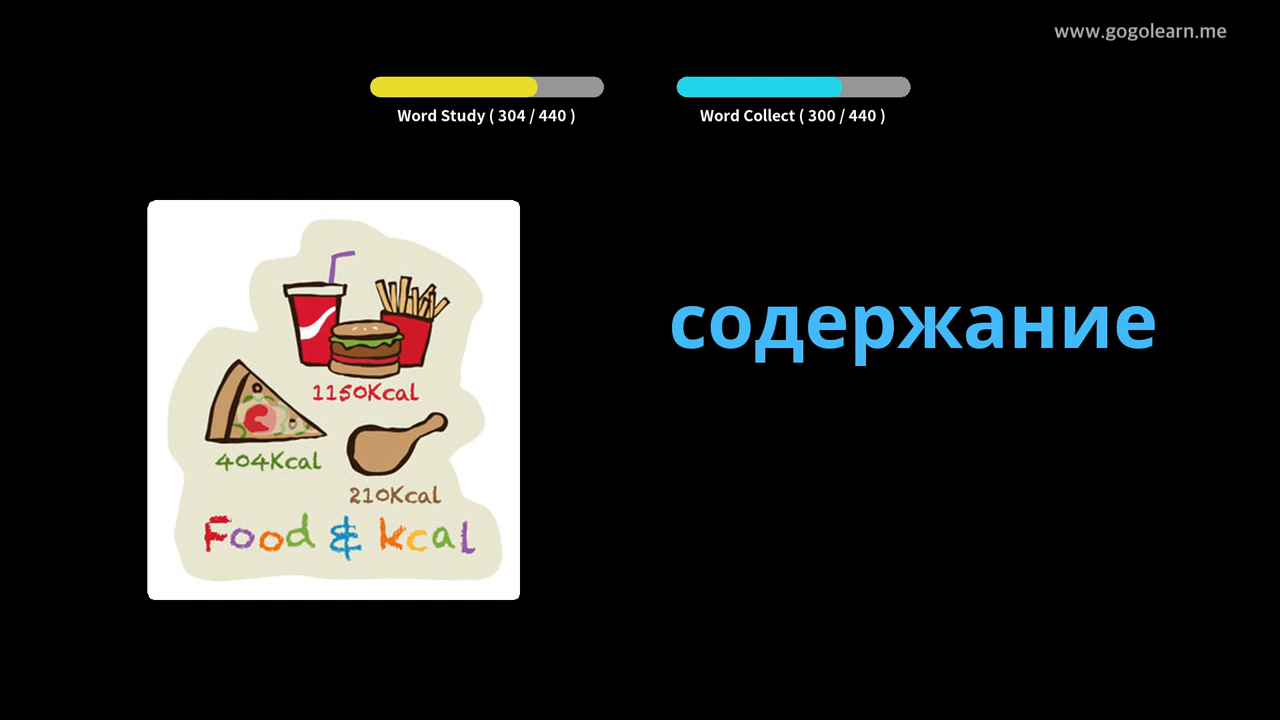 www.gogolearn.me
Word Study ( 304 / 440 )
Word Collect ( 300 / 440 )
содержание
1150Kcal
404Kcal
210Kcal
Food & kcal